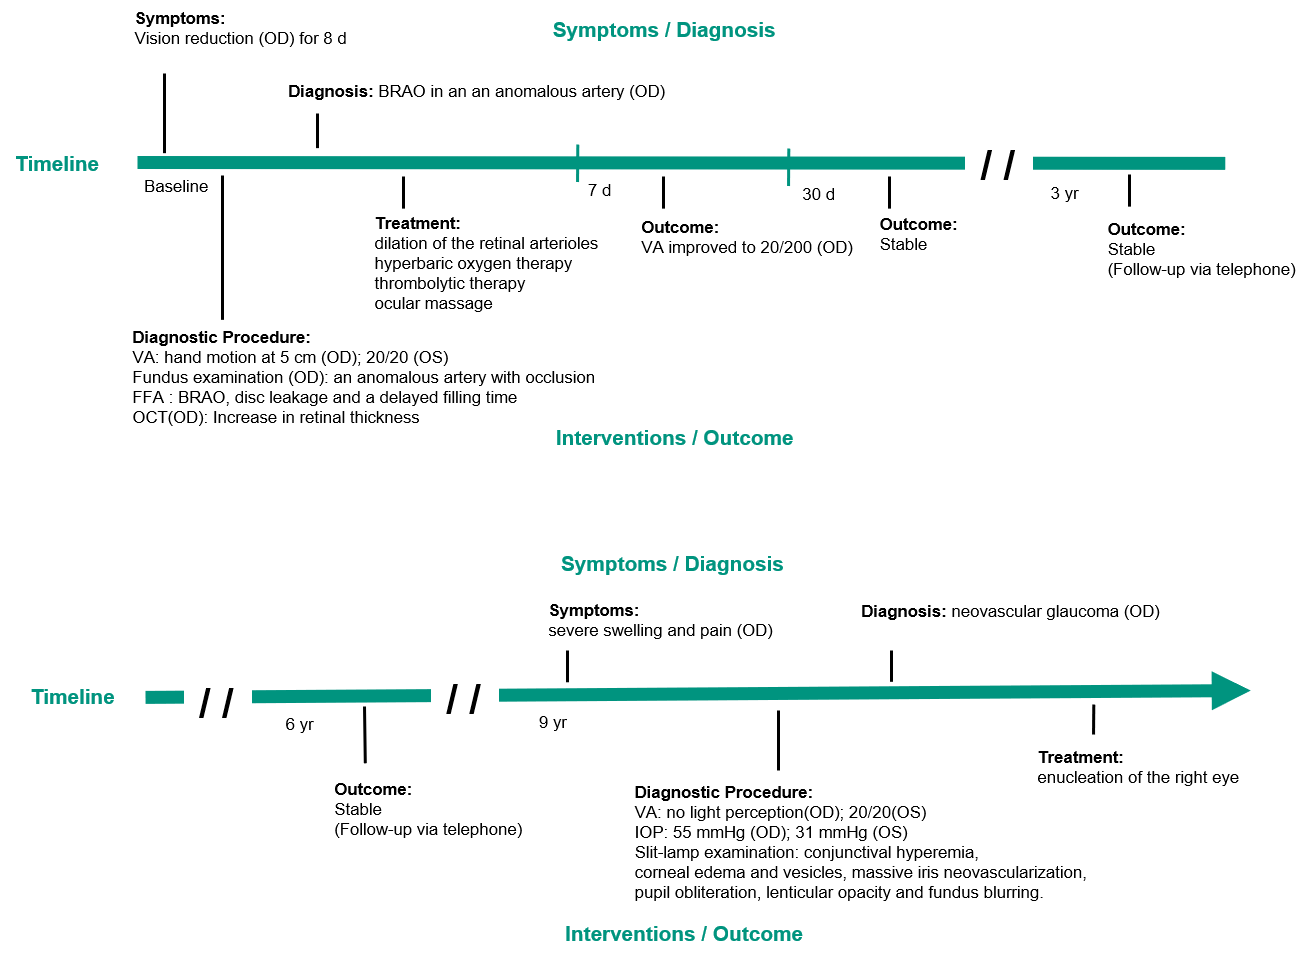 Symptoms:
Vision reduction (OD) for 8 d
Symptoms / Diagnosis
Diagnosis: BRAO in an an anomalous artery (OD)
Timeline
Baseline
7 d
30 d
3 yr
Treatment:
dilation of the retinal arterioles
hyperbaric oxygen therapy
thrombolytic therapy
ocular massage
Outcome:
VA improved to 20/200 (OD)
Outcome:
Stable
Outcome:
Stable
(Follow-up via telephone)
Diagnostic Procedure:
VA: hand motion at 5 cm (OD); 20/20 (OS)
Fundus examination (OD): an anomalous artery with occlusion
FFA : BRAO, disc leakage and a delayed filling time
OCT(OD): Increase in retinal thickness
Interventions / Outcome
Symptoms / Diagnosis
Symptoms:
severe swelling and pain (OD)
Diagnosis: neovascular glaucoma (OD)
Timeline
6 yr
9 yr
Outcome:
Stable
(Follow-up via telephone)
Diagnostic Procedure:
VA: no light perception(OD); 20/20(OS)
IOP: 55 mmHg (OD); 31 mmHg (OS)
Slit-lamp examination: conjunctival hyperemia,
corneal edema and vesicles, massive iris neovascularization,
pupil obliteration, lenticular opacity and fundus blurring.
Treatment:
enucleation of the right eye
Interventions / Outcome